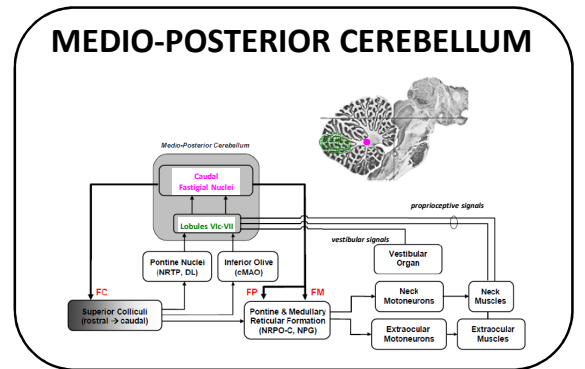 MEDIO-POSTERIOR CEREBELLUM
Medio-Posterior Cerebellum
Caudal
Fastigial Nuclei
proprioceptive signals
Lobules VIc-VII
vestibular signals
Vestibular
Organ
Pontine Nuclei
(NRTP, DL)
Inferior Olive
(cMAO)
FC
FP
FM
Superior Colliculi
(rostral → caudal)
Pontine & Medullary
Reticular Formation
(NRPO-C, NPG)
Neck
Motoneurons
Neck
Muscles
Extraocular
Motoneurons
Extraocular
Muscles